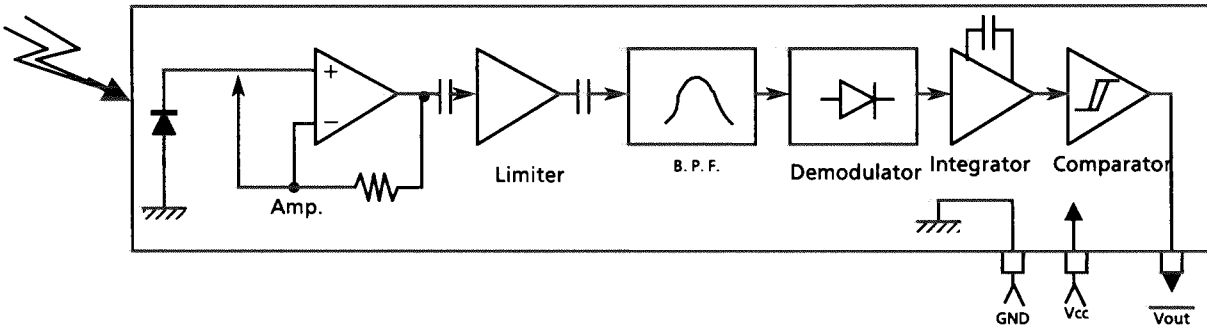 +
−
Amp.
Limiter
B. P. F.
Demodulator
Integrator
Comparator
GND
Vcc
Vout